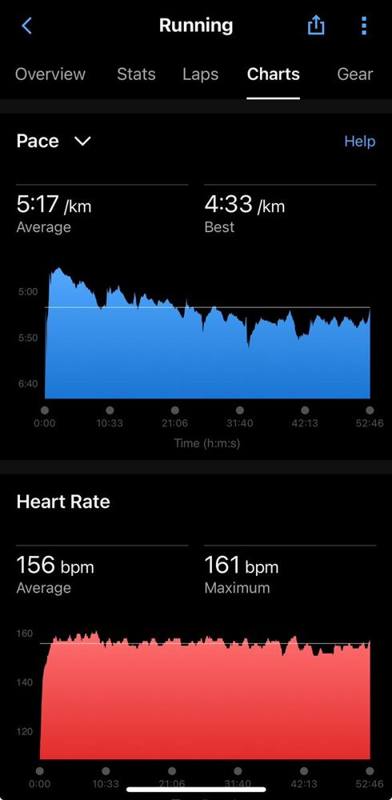 Running
Overview Stats Laps Charts Gear
Pace Help
5:17 /km 4:33 /km
Average Best
5:00
5:50
6:40
0:00 10:33 21:06 31:40 42:13 52:46
Time (h:m:s)
Heart Rate
156 bpm 161 bpm
Average Maximum
160
140
120
0:00 10:33 21:06 31:40 42:13 52:46